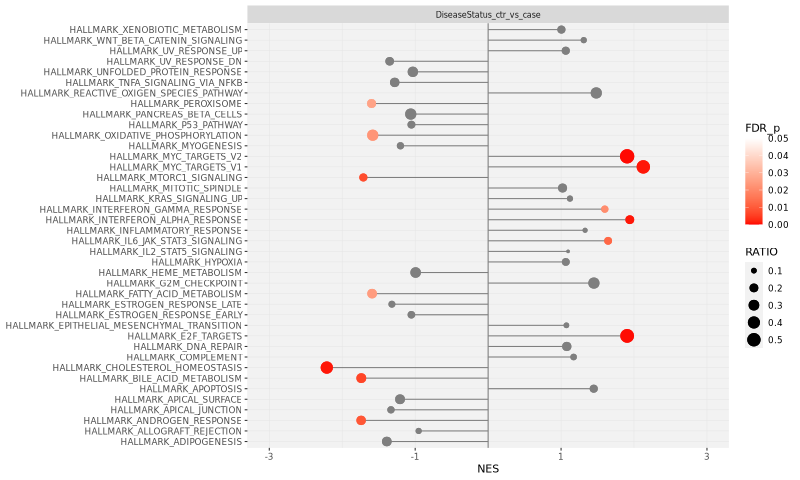 DiseaseStatus_ctr_vs_case
HALLMARK_XENOBIOTIC_METABOLISM
HALLMARK_WNT_BETA_CATENIN_SIGNALING
HALLMARK_UV_RESPONSE_UP
HALLMARK_UV_RESPONSE_DN
HALLMARK_UNFOLDED_PROTEIN_RESPONSE
HALLMARK_TNFA_SIGNALING_VIA_NFKB
HALLMARK_REACTIVE_OXIGEN_SPECIES_PATHWAY
HALLMARK_PEROXISOME
HALLMARK_PANCREAS_BETA_CELLS
HALLMARK_P53_PATHWAY
HALLMARK_OXIDATIVE_PHOSPHORYLATION
HALLMARK_MYOGENESIS
HALLMARK_MYC_TARGETS_V2
HALLMARK_MYC_TARGETS_V1
HALLMARK_MTORC1_SIGNALING
HALLMARK_MITOTIC_SPINDLE
HALLMARK_KRAS_SIGNALING_UP
HALLMARK_INTERFERON_GAMMA_RESPONSE
HALLMARK_INTERFERON_ALPHA_RESPONSE
HALLMARK_INFLAMMATORY_RESPONSE
HALLMARK_IL6_JAK_STAT3_SIGNALING
HALLMARK_IL2_STAT5_SIGNALING
HALLMARK_HYPOXIA
HALLMARK_HEME_METABOLISM
HALLMARK_G2M_CHECKPOINT
HALLMARK_FATTY_ACID_METABOLISM
HALLMARK_ESTROGEN_RESPONSE_LATE
HALLMARK_ESTROGEN_RESPONSE_EARLY
HALLMARK_EPITHELIAL_MESENCHYMAL_TRANSITION
HALLMARK_E2F_TARGETS
HALLMARK_DNA_REPAIR
HALLMARK_COMPLEMENT
HALLMARK_CHOLESTEROL_HOMEOSTASIS
HALLMARK_BILE_ACID_METABOLISM
HALLMARK_APOPTOSIS
HALLMARK_APICAL_SURFACE
HALLMARK_APICAL_JUNCTION
HALLMARK_ANDROGEN_RESPONSE
HALLMARK_ALLOGRAFT_REJECTION
HALLMARK_ADIPOGENESIS
-3 -1 1 3
NES
FDR_p
0.05
0.04
0.03
0.02
0.01
0.00
RATIO
0.1
0.2
0.3
0.4
0.5